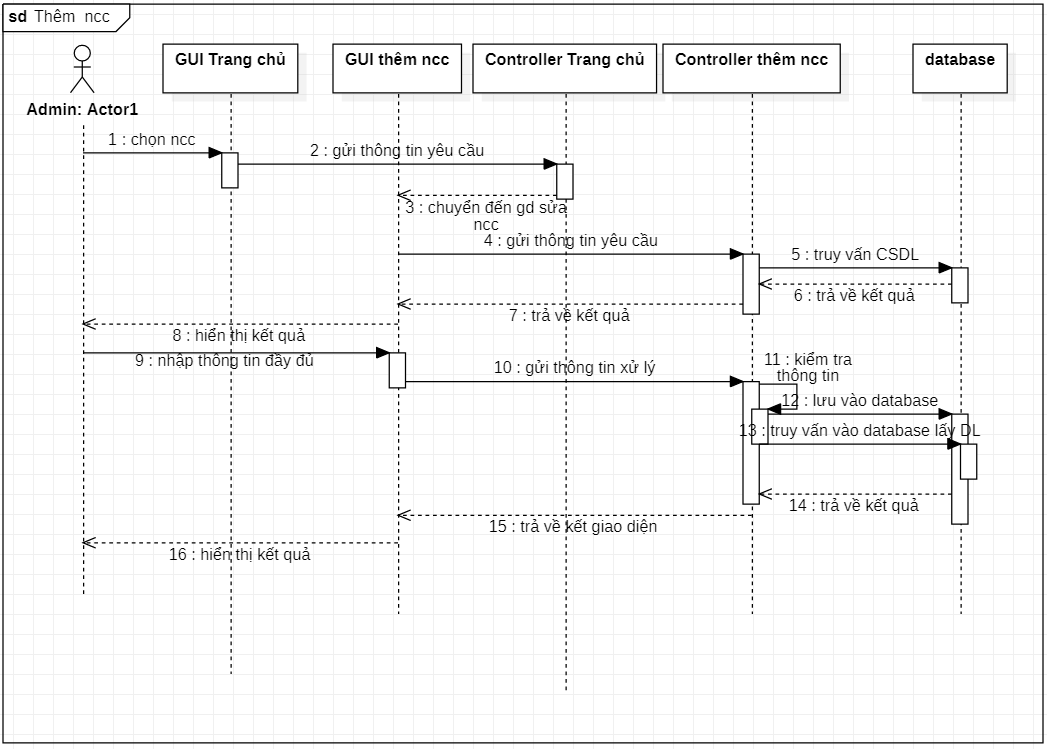 sd Thêm ncc
GUI Trang chủ
GUI thêm ncc
Controller Trang chủ
Controller thêm ncc
database
Admin: Actor1
1 : chọn ncc
2 : gửi thông tin yêu cầu
3 : chuyển đến gd sửa
ncc
4 : gửi thông tin yêu cầu
5 : truy vấn CSDL
6 : trả về kết quả
7 : trả về kết quả
8 : hiển thị kết quả
9 : nhập thông tin đầy đủ
10 : gửi thông tin xử lý
11 : kiểm tra
thông tin
12 : lưu vào database
13 : truy vấn vào database lấy DL
14 : trả về kết quả
15 : trả về kết giao diện
16 : hiển thị kết quả